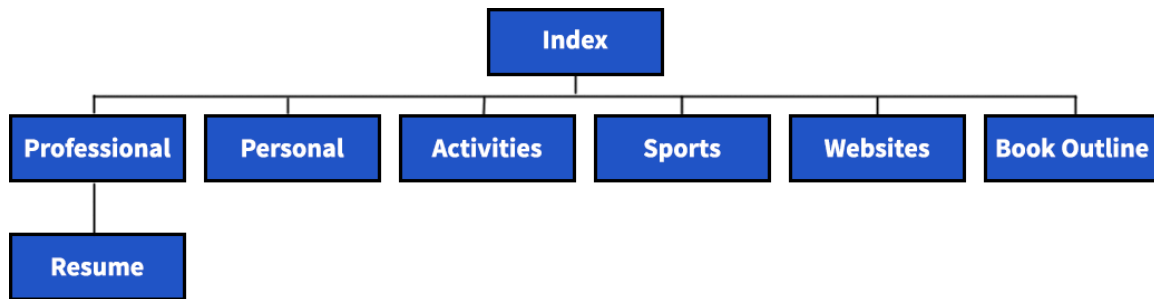 Index
Professional
Personal
Activities
Sports
Websites
Book Outline
Resume